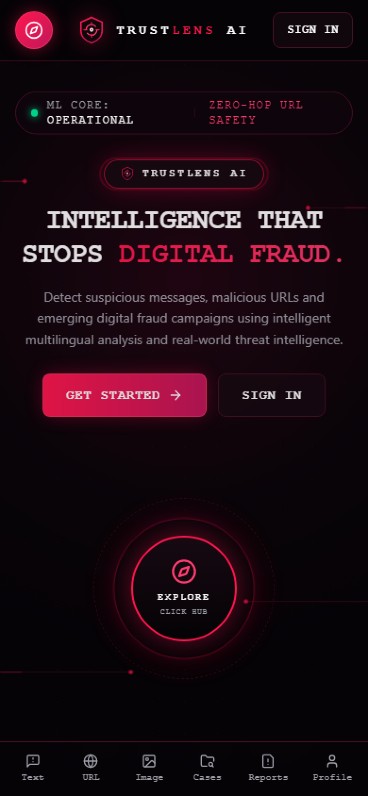 TRUSTLENS AI
SIGN IN
ML CORE:
OPERATIONAL
ZERO-HOP URL
SAFETY
TRUSTLENS AI
INTELLIGENCE THAT
STOPS DIGITAL FRAUD.
Detect suspicious messages, malicious URLs and
emerging digital fraud campaigns using intelligent
multilingual analysis and real-world threat intelligence.
GET STARTED →
SIGN IN
EXPLORE
CLICK HUB
Text
URL
Image
Cases
Reports
Profile